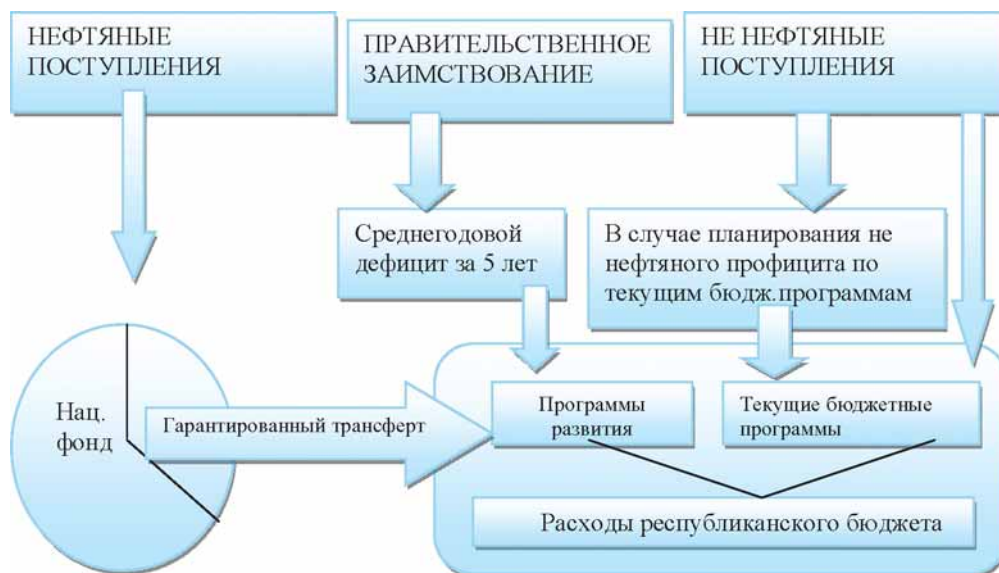 НЕФТЯНЫЕ
ПОСТУПЛЕНИЯ
ПРАВИТЕЛЬСТВЕННОЕ
ЗАИМСТВОВАНИЕ
НЕ НЕФТЯНЫЕ
ПОСТУПЛЕНИЯ
Среднегодовой
дефицит за 5 лет
В случае планирования не
нефтяного профицита по
текущим бюдж.программам
Нац.
фонд
Гарантированный трансферт
Программы
развития
Текущие бюджетные
программы
Расходы республиканского бюджета